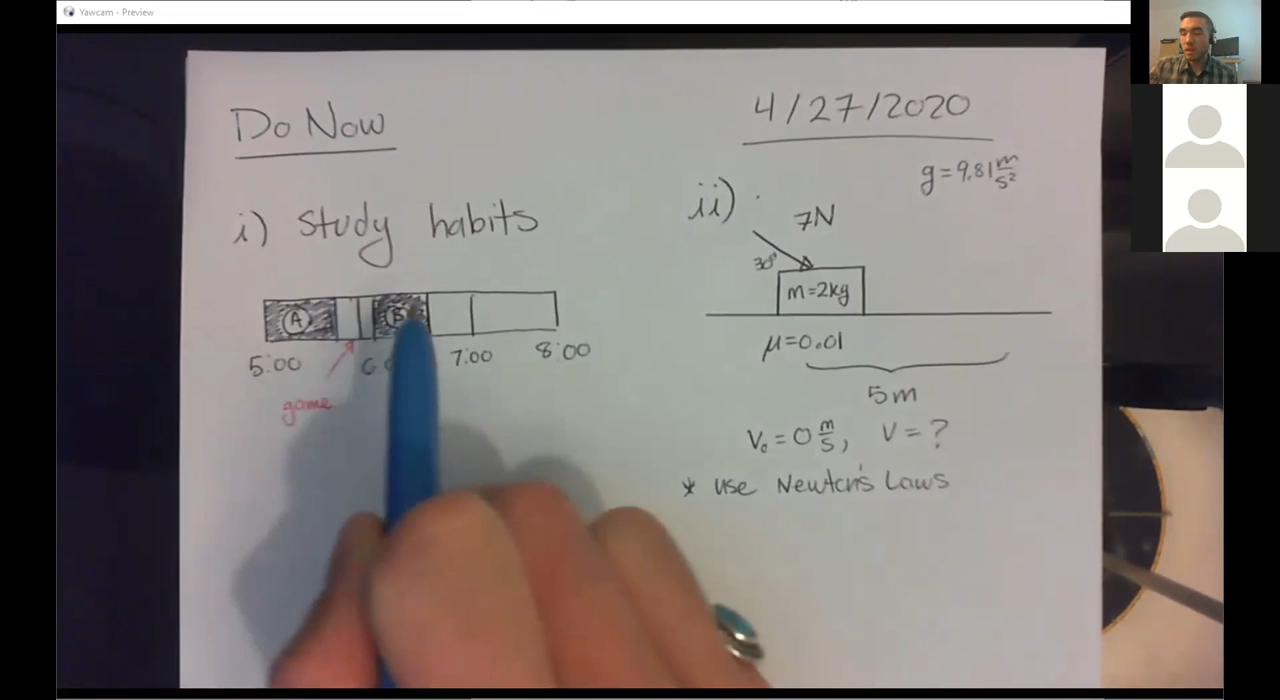 Yawcam - Preview
Do Now
4/27/2020
g=9.81 m/s²
i) study habits
ii)
7N
30°
m=2kg
A
B
5:00
7:00
8:00
game
μ=0.01
5m
V₀ = 0 m/s, V = ?
* use Newton's Laws